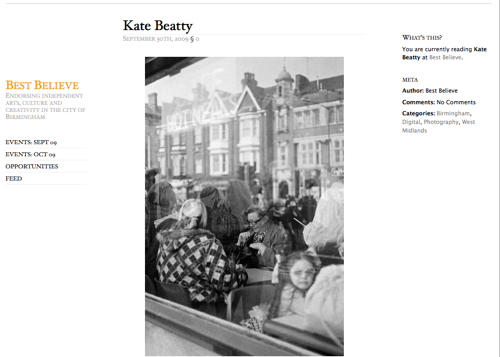 Kate Beatty
September 30th, 2009 § 0
Best Believe
Endorsing independent
arts, culture and
creativity in the city of
Birmingham
EVENTS: SEPT 09
EVENTS: OCT 09
OPPORTUNITIES
FEED
What's this?
You are currently reading Kate
Beatty at Best Believe.
META
Author: Best Believe
Comments: No Comments
Categories: Birmingham,
Digital, Photography, West
Midlands